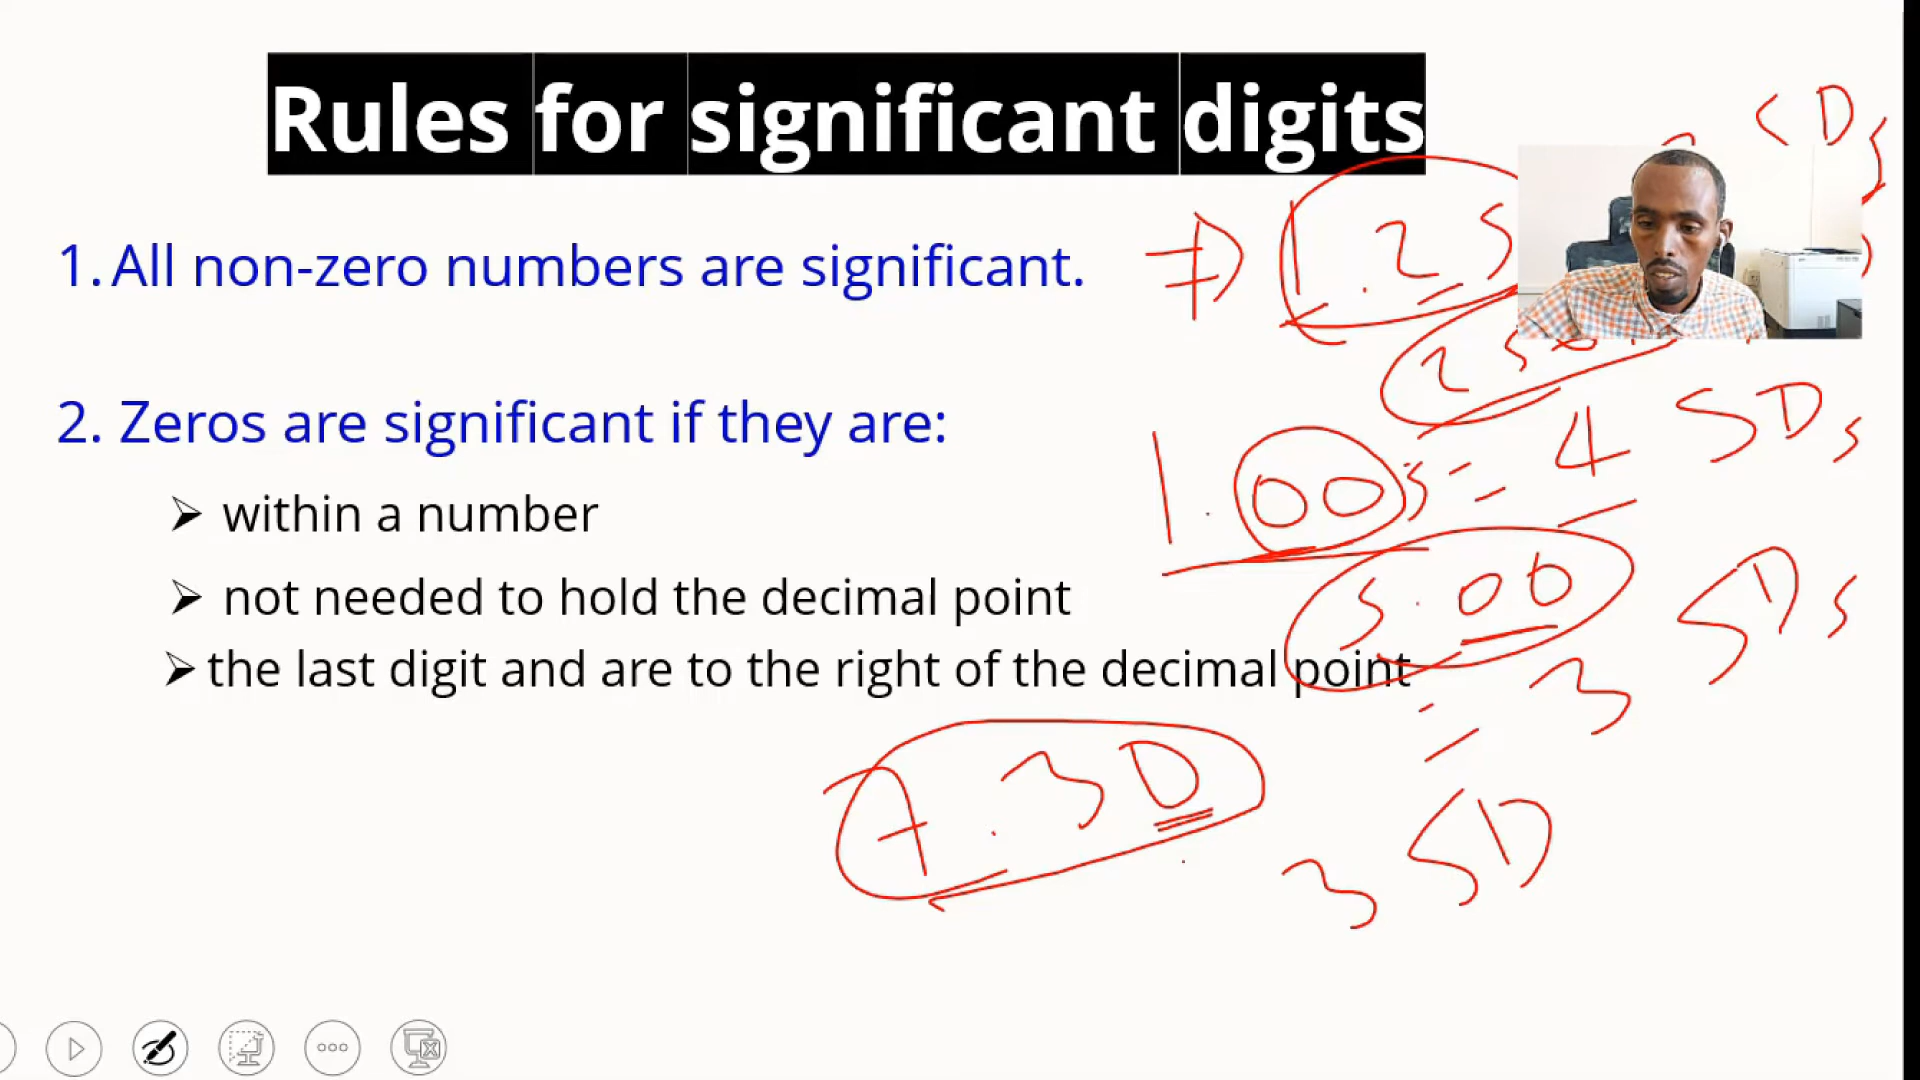 Rules for significant digits
1. All non-zero numbers are significant.
⇒ 1.25
SDs
2. Zeros are significant if they are:
1.005 = 4 SDs
➢ within a number
➢ not needed to hold the decimal point
5.00 = 3 SDs
➢ the last digit and are to the right of the decimal point
7.30
3 SD